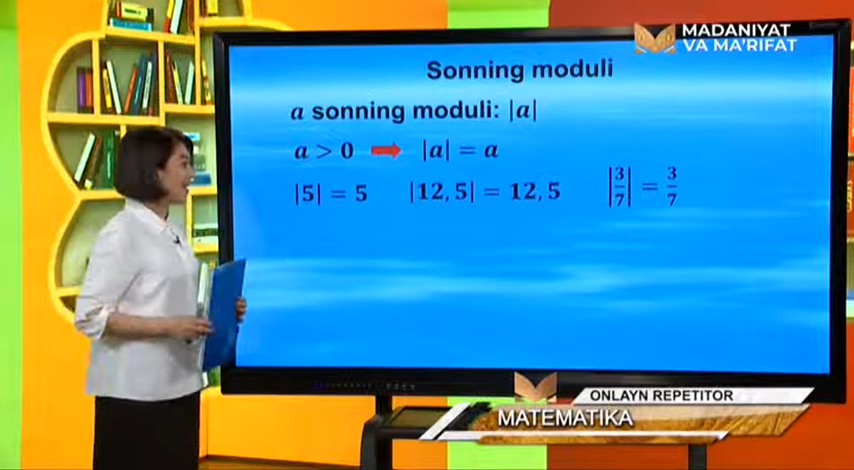 MADANIYAT
VA MA'RIFAT
Sonning moduli
a sonning moduli: |a|
a > 0 ➡ |a| = a
|5| = 5 |12,5| = 12,5 |3/7| = 3/7
ONLAYN REPETITOR
MATEMATIKA